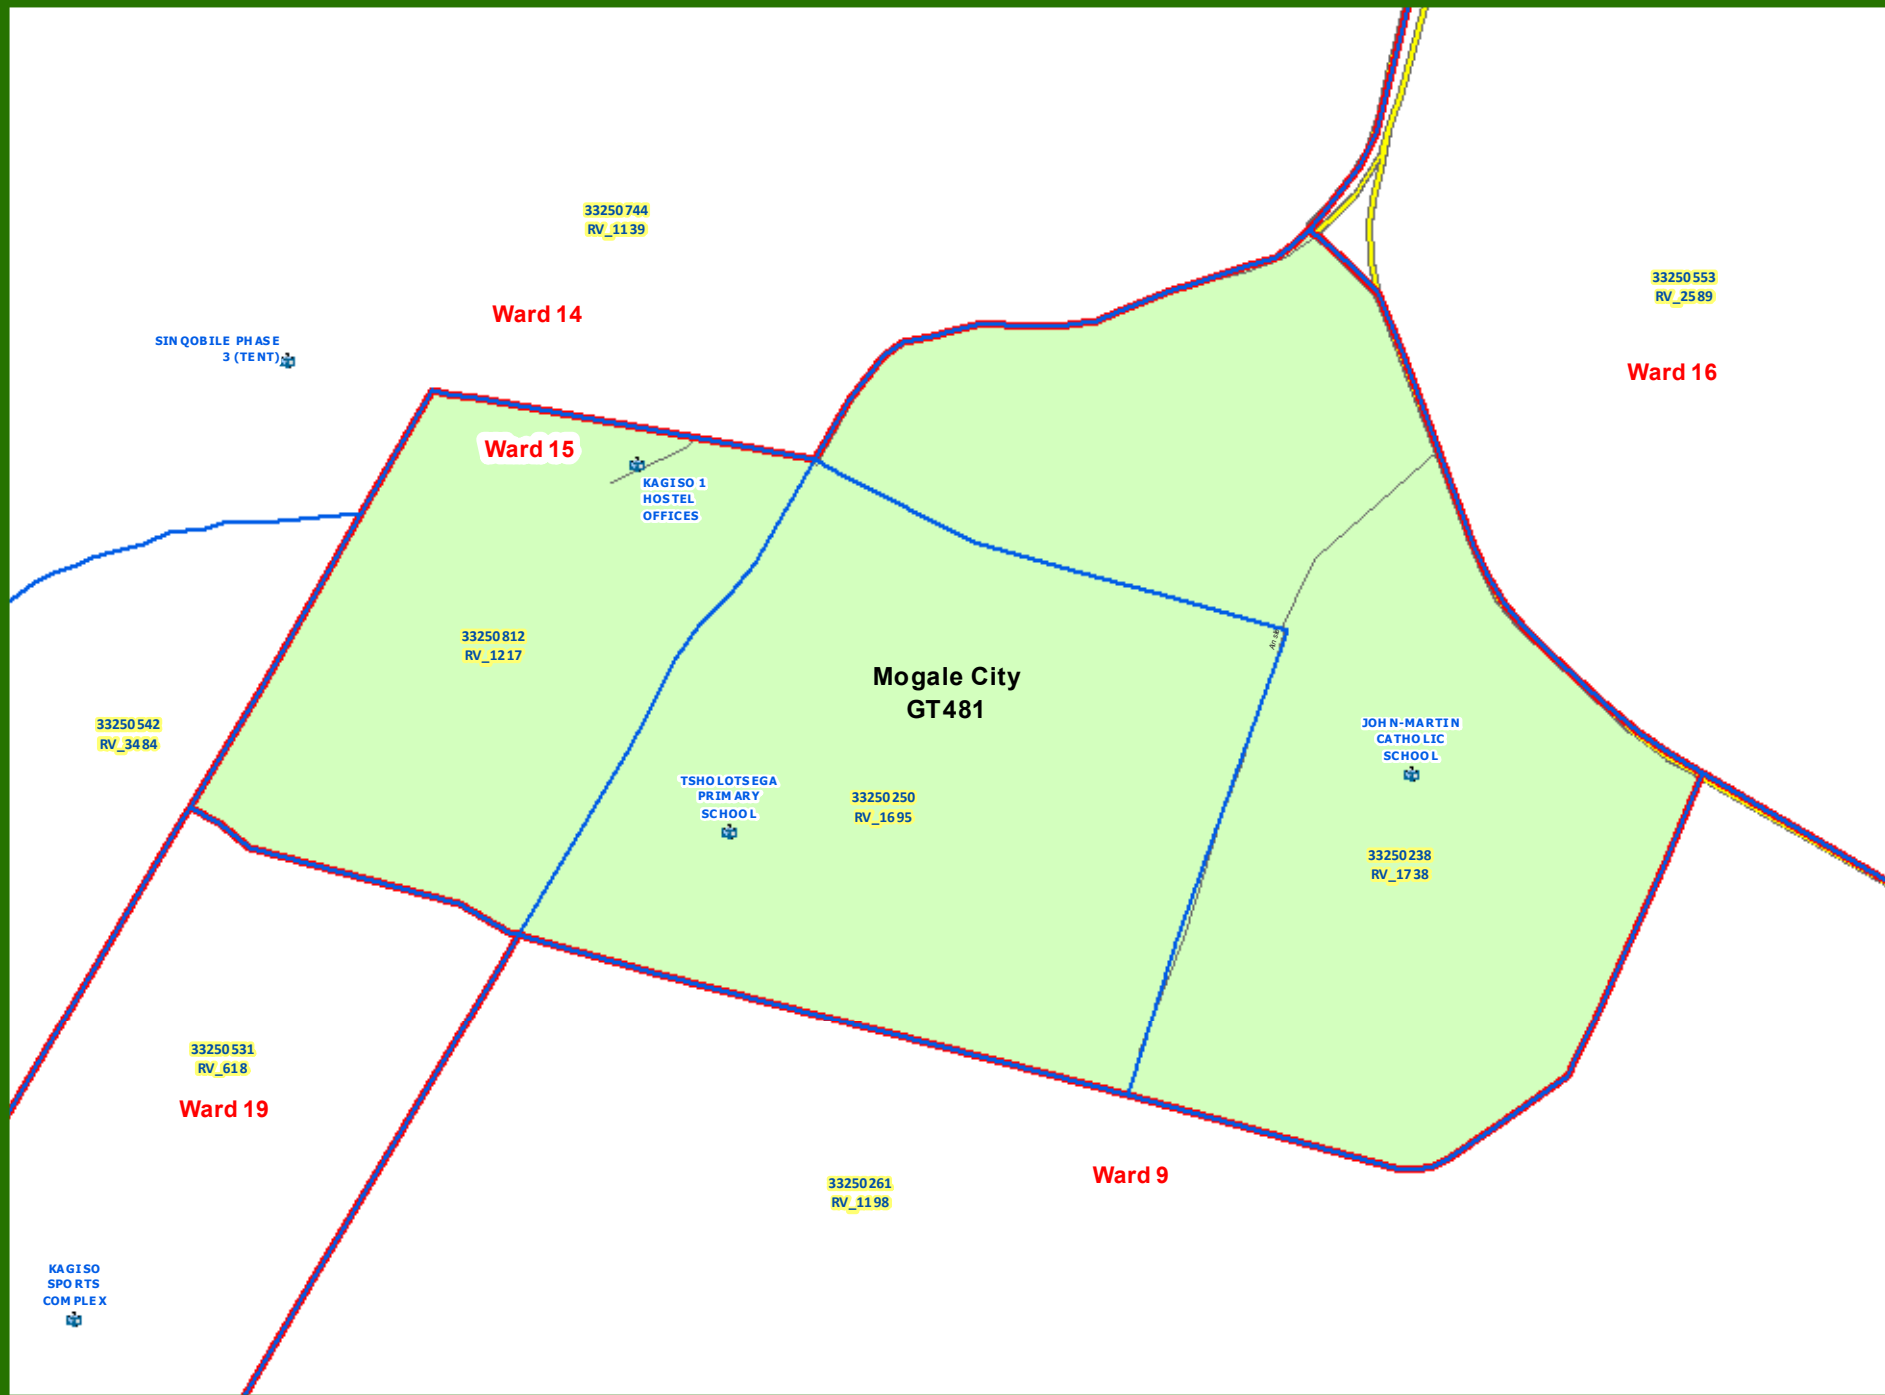 33250744
RV_1139
33250553
RV_2589
Ward 14
SINQOBILE PHASE
3 (TENT)
Ward 16
Ward 15
KAGISO 1
HOSTEL
OFFICES
33250812
RV_1217
Mogale City
GT481
33250542
RV_3484
JOHN-MARTIN
CATHOLIC
SCHOOL
TSHOLOTSEGA
PRIMARY
SCHOOL
33250250
RV_1695
33250238
RV_1738
33250531
RV_618
Ward 19
Ward 9
33250261
RV_1198
KAGISO
SPORTS
COMPLEX